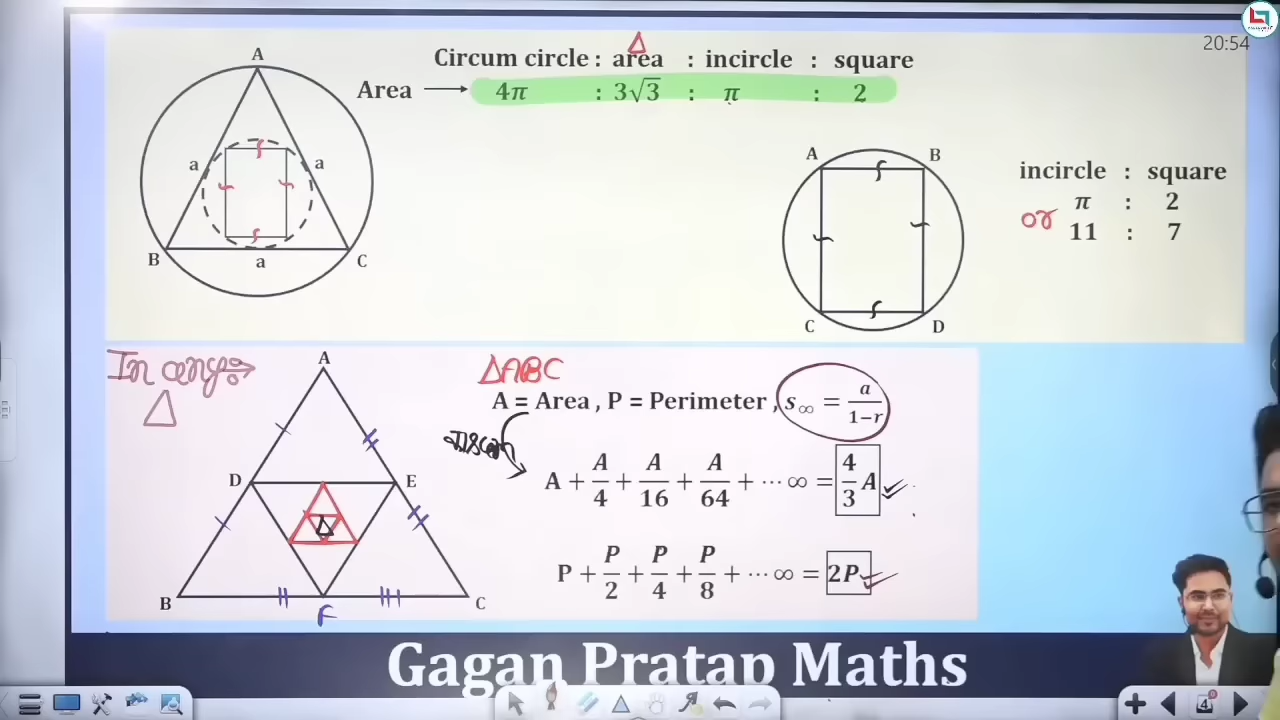 20:54
Δ
Circum circle : area : incircle : square
Area → 4π : 3√3 : π : 2
A
a a
B a C
A B
C D
incircle : square
π : 2
or 11 : 7
In any
Δ
ΔABC
A = Area , P = Perimeter , s∞ = a/(1-r)
A + A/4 + A/16 + A/64 + ··· ∞ = 4/3 A
P + P/2 + P/4 + P/8 + ··· ∞ = 2P
A
D E
B F C
Gagan Pratap Maths
4